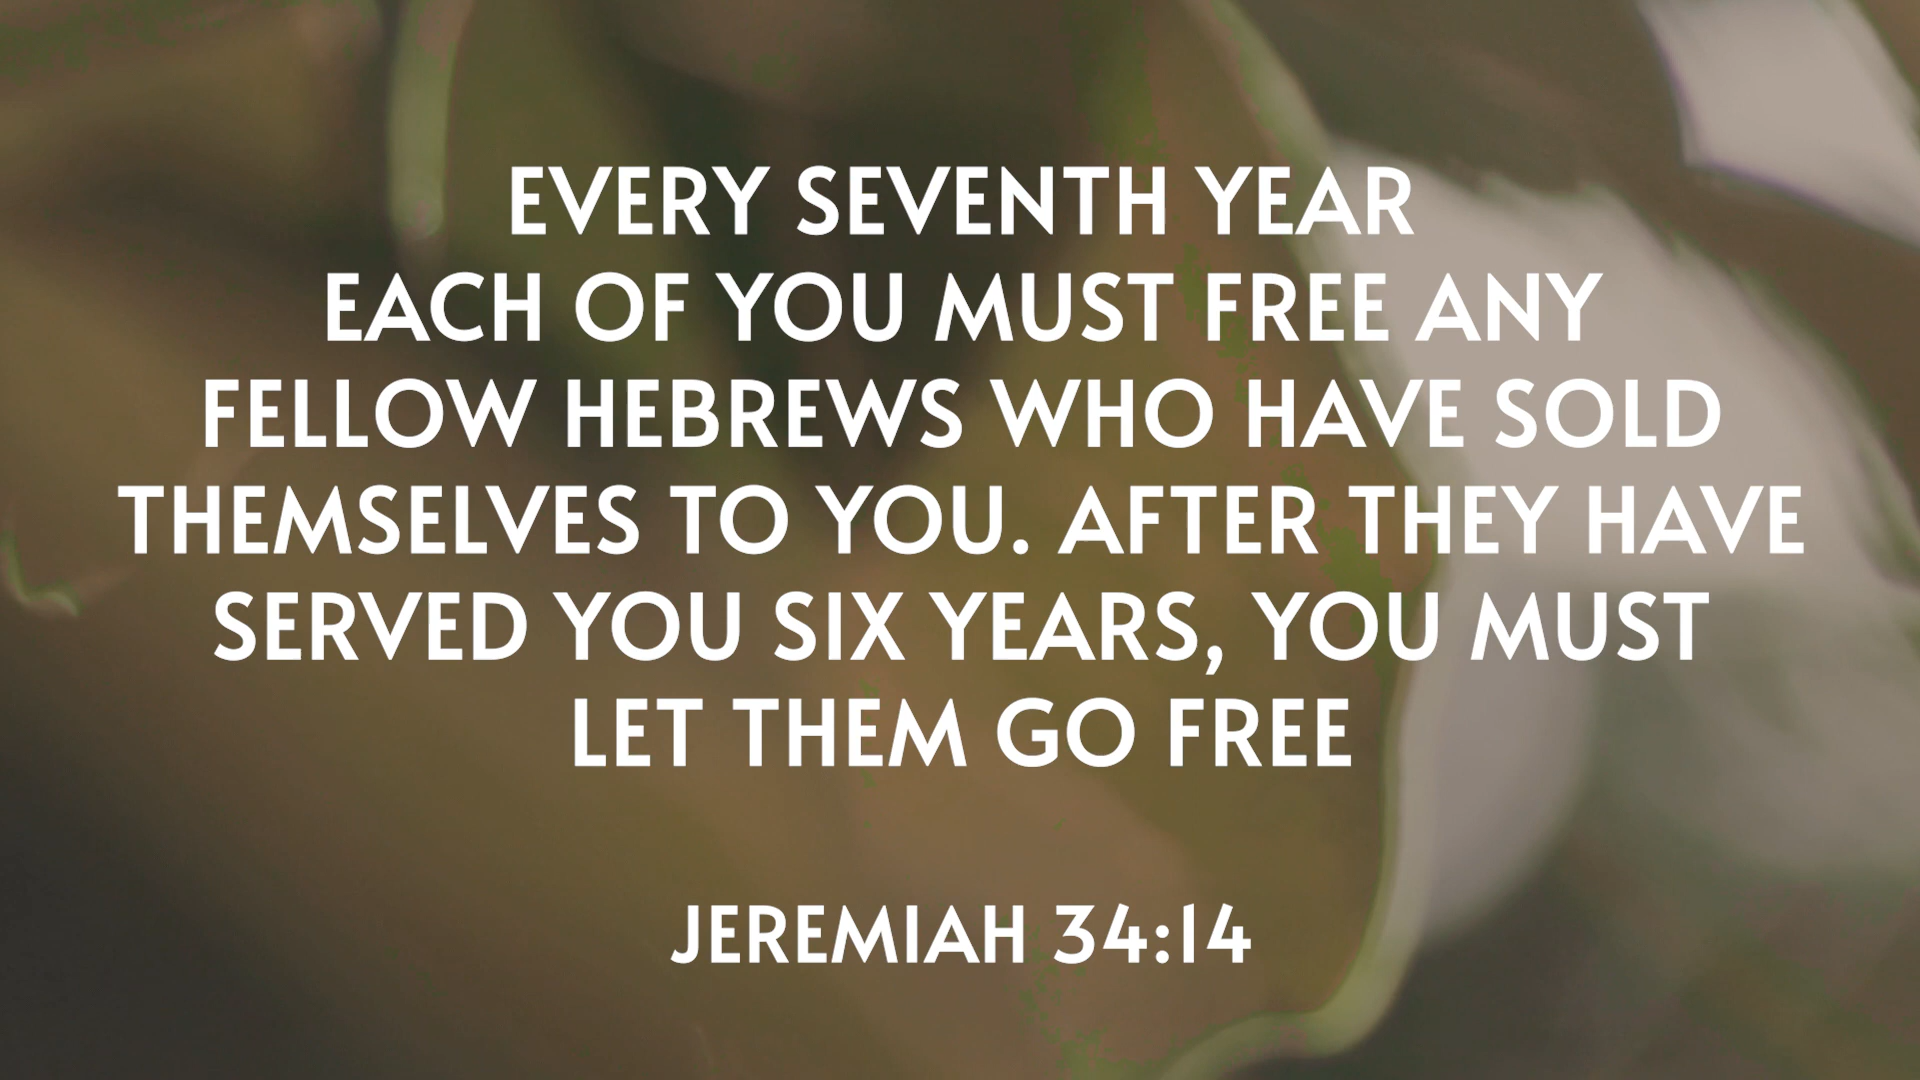 EVERY SEVENTH YEAR
EACH OF YOU MUST FREE ANY
FELLOW HEBREWS WHO HAVE SOLD
THEMSELVES TO YOU. AFTER THEY HAVE
SERVED YOU SIX YEARS, YOU MUST
LET THEM GO FREE
JEREMIAH 34:14